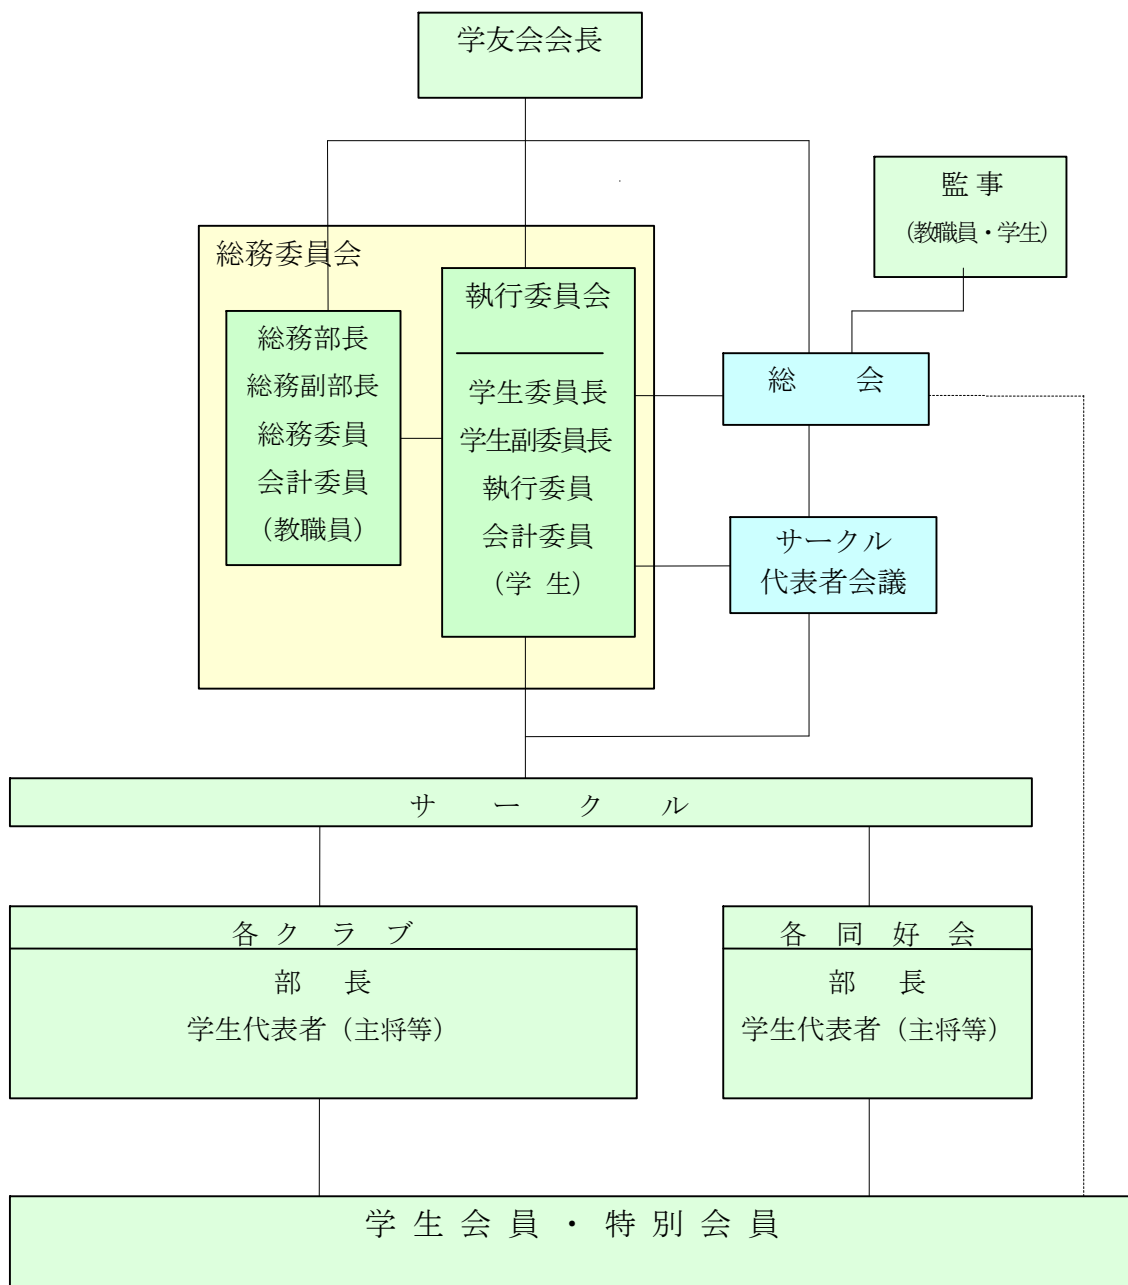 学友会会長
監事
(教職員・学生)
総務委員会
総務部長
総務副部長
総務委員
会計委員
（教職員）
執行委員会
学生委員長
学生副委員長
執行委員
会計委員
（学 生）
総　会
サークル
代表者会議
サ ー ク ル
各 ク ラ ブ
部　長
学生代表者（主将等）
各 同 好 会
部　長
学生代表者（主将等）
学 生 会 員 ・ 特 別 会 員